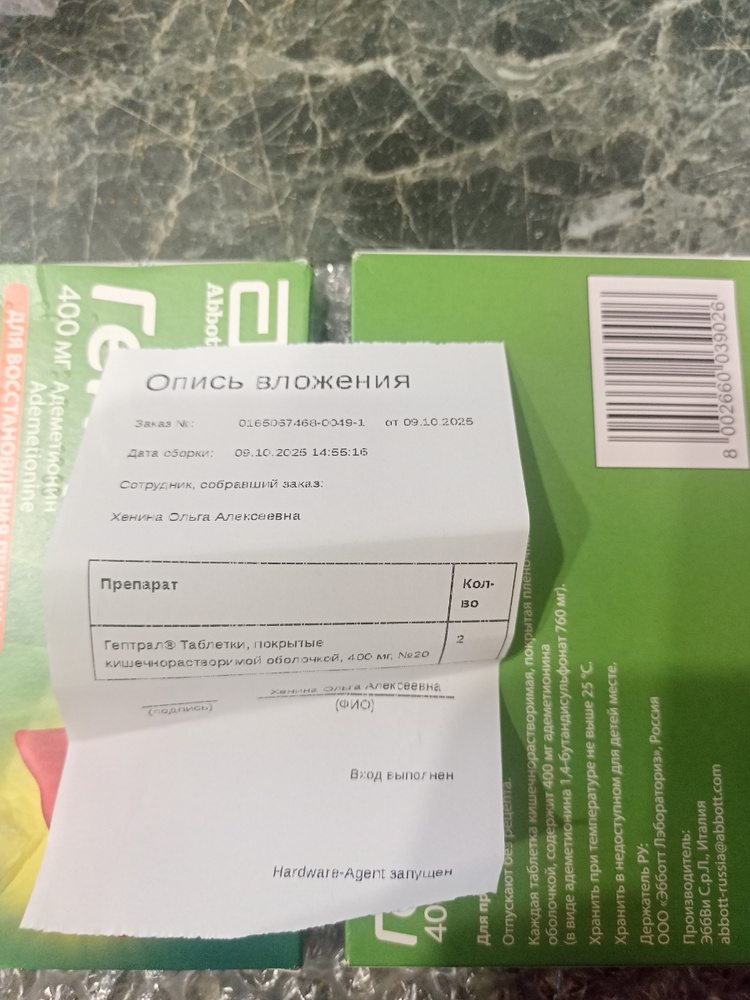 Опись вложения
Заказ №: 0165067468-0049-1 от 09.10.2025
Дата сборки: 09.10.2025 14:55:16
Сотрудник, собравший заказ:
Хенина Ольга Алексеевна
Препарат Кол-
во
Гептрал® Таблетки, покрытые 2
кишечнорастворимой оболочкой, 400 мг, №20
Хенина Ольга Алексеевна
(подпись) (ФИО)
Вход выполнен
Hardware-Agent запущен
Abbott
Ге
400 мг Адеметионин
Ademetionine
ДЛЯ ВОССТАНОВЛЕНИЯ
8 002660 039026
Для
Отпускают без рецепта.
Каждая таблетка кишечнорастворимая, покрытая
оболочкой, содержит 400 мг адеметионина
(в виде адеметионина 1,4-бутандисульфонат 760 мг).
Хранить при температуре не выше 25 °С.
Хранить в недоступном для детей месте.
Держатель РУ:
ООО «Эбботт Лэбораториз», Россия
Производитель:
ЭббВи С.р.Л., Италия
abbott-russia@abbott.com